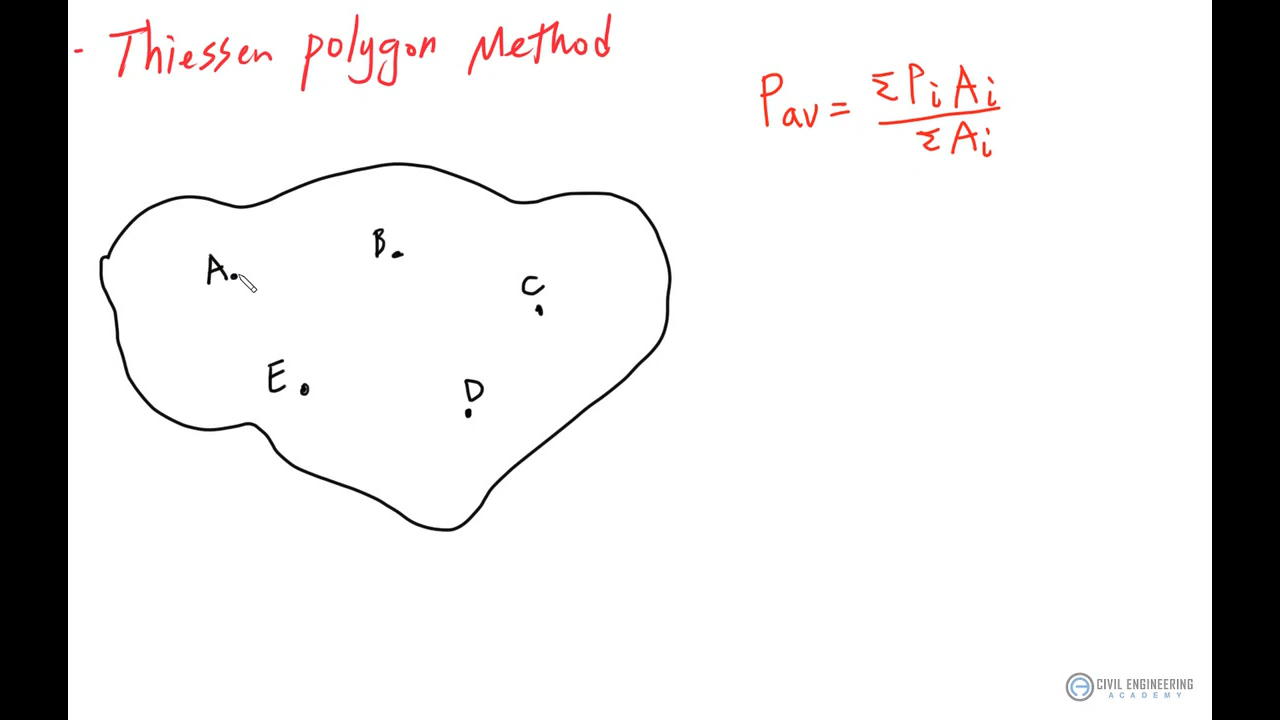 - Thiessen polygon Method
Pav = ΣPiAi / ΣAi
B
A
C
E
D
CIVIL ENGINEERING
ACADEMY